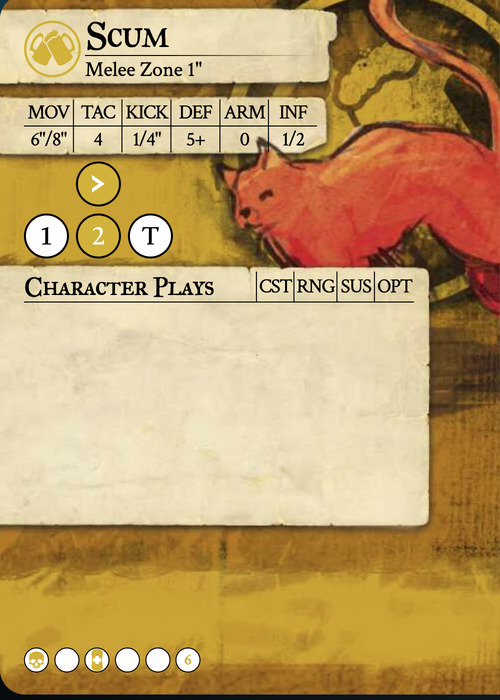 Scum
Melee Zone 1"
MOV TAC KICK DEF ARM INF
6"/8" 4 1/4" 5+ 0 1/2
>
1 2 T
Character Plays CST RNG SUS OPT
6